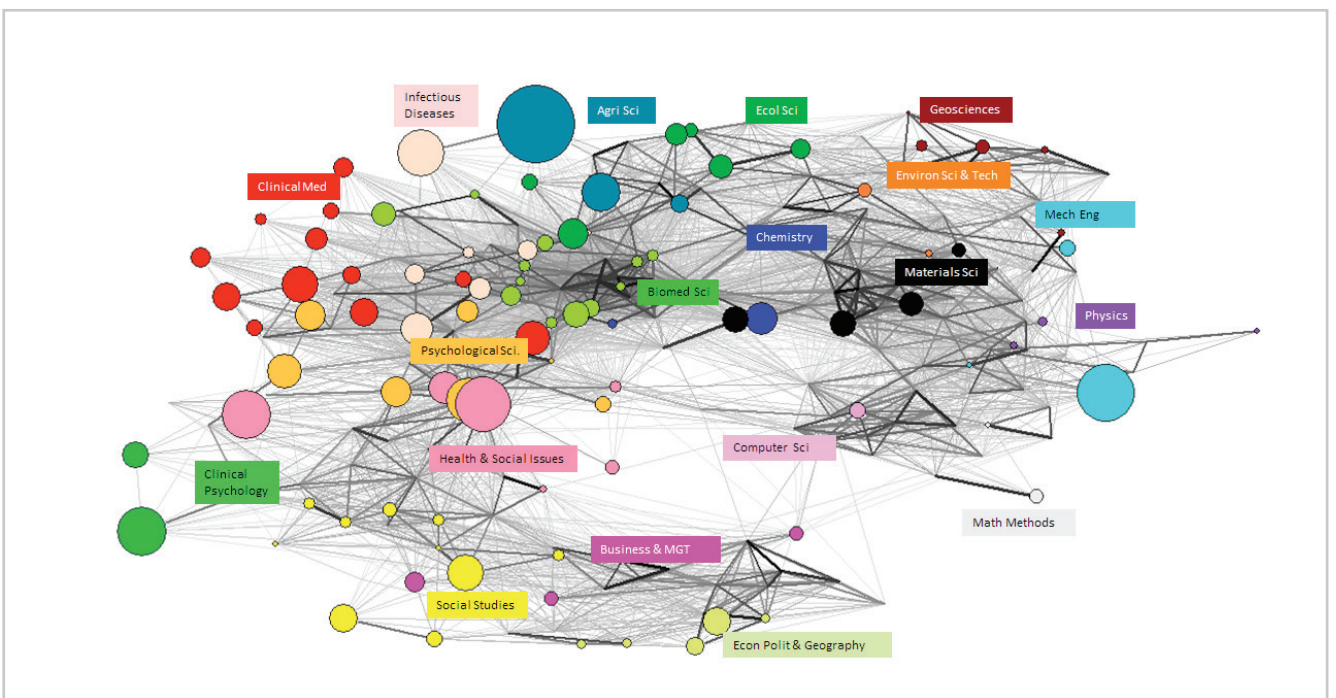 Infectious
Diseases
Agri Sci
Ecol Sci
Geosciences
Clinical Med
Environ Sci & Tech
Mech Eng
Chemistry
Materials Sci
Biomed Sci
Physics
Psychological Sci.
Computer Sci
Health & Social Issues
Clinical
Psychology
Math Methods
Business & MGT
Social Studies
Econ Polit & Geography